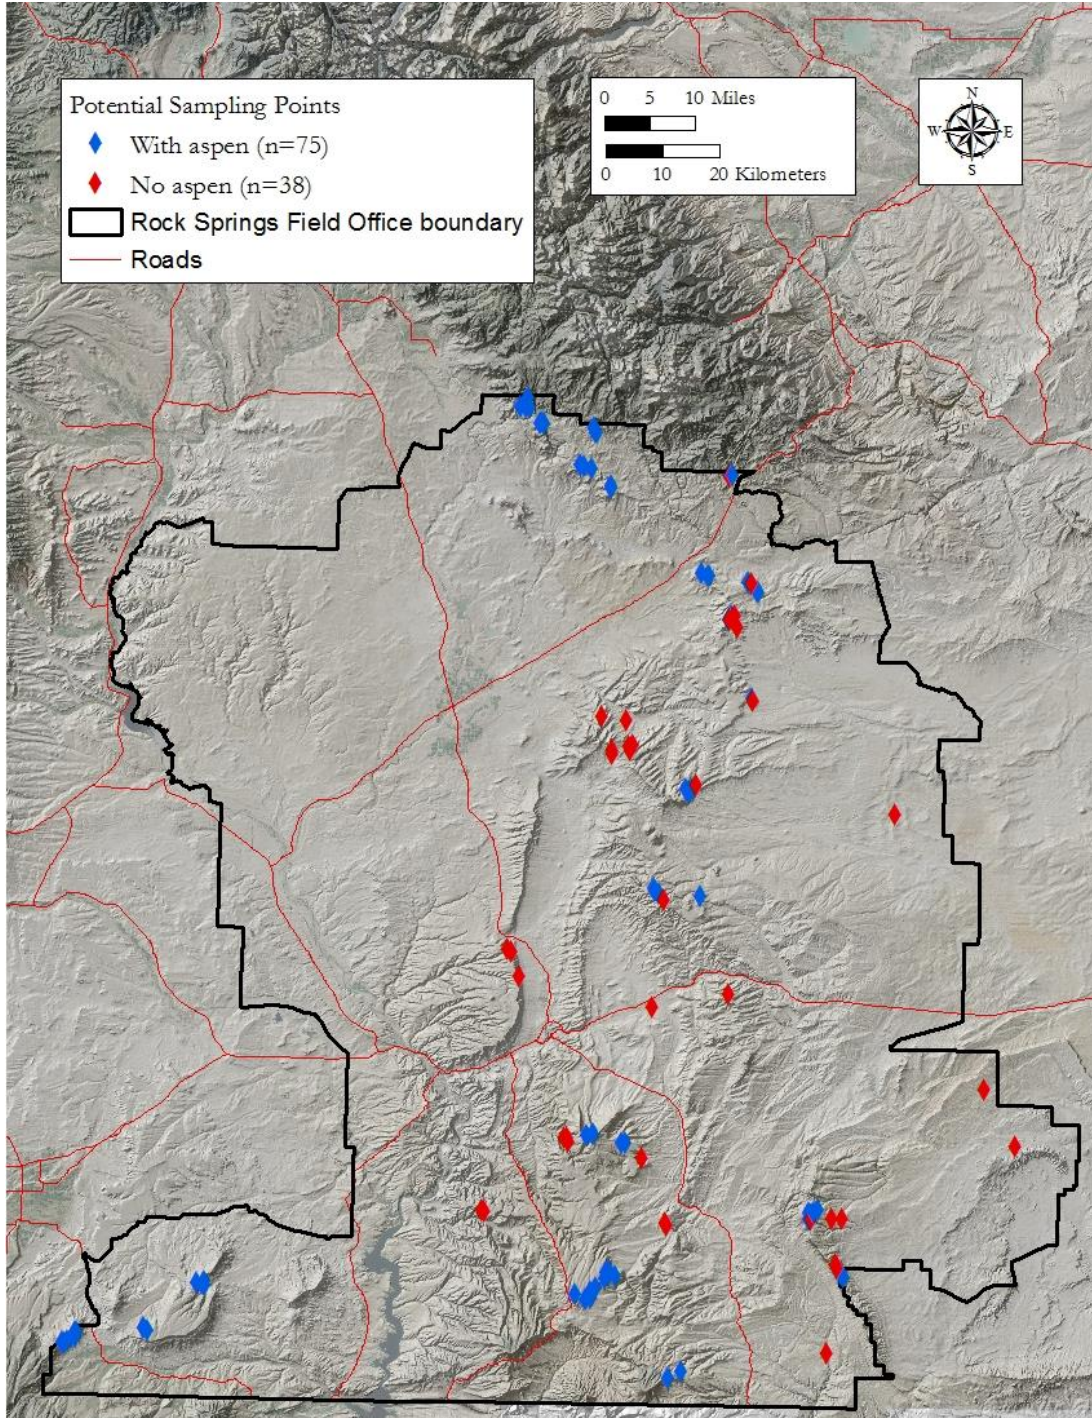 Potential Sampling Points
With aspen (n=75)
No aspen (n=38)
Rock Springs Field Office boundary
Roads
0 5 10 Miles
0 10 20 Kilometers
N
W E
S